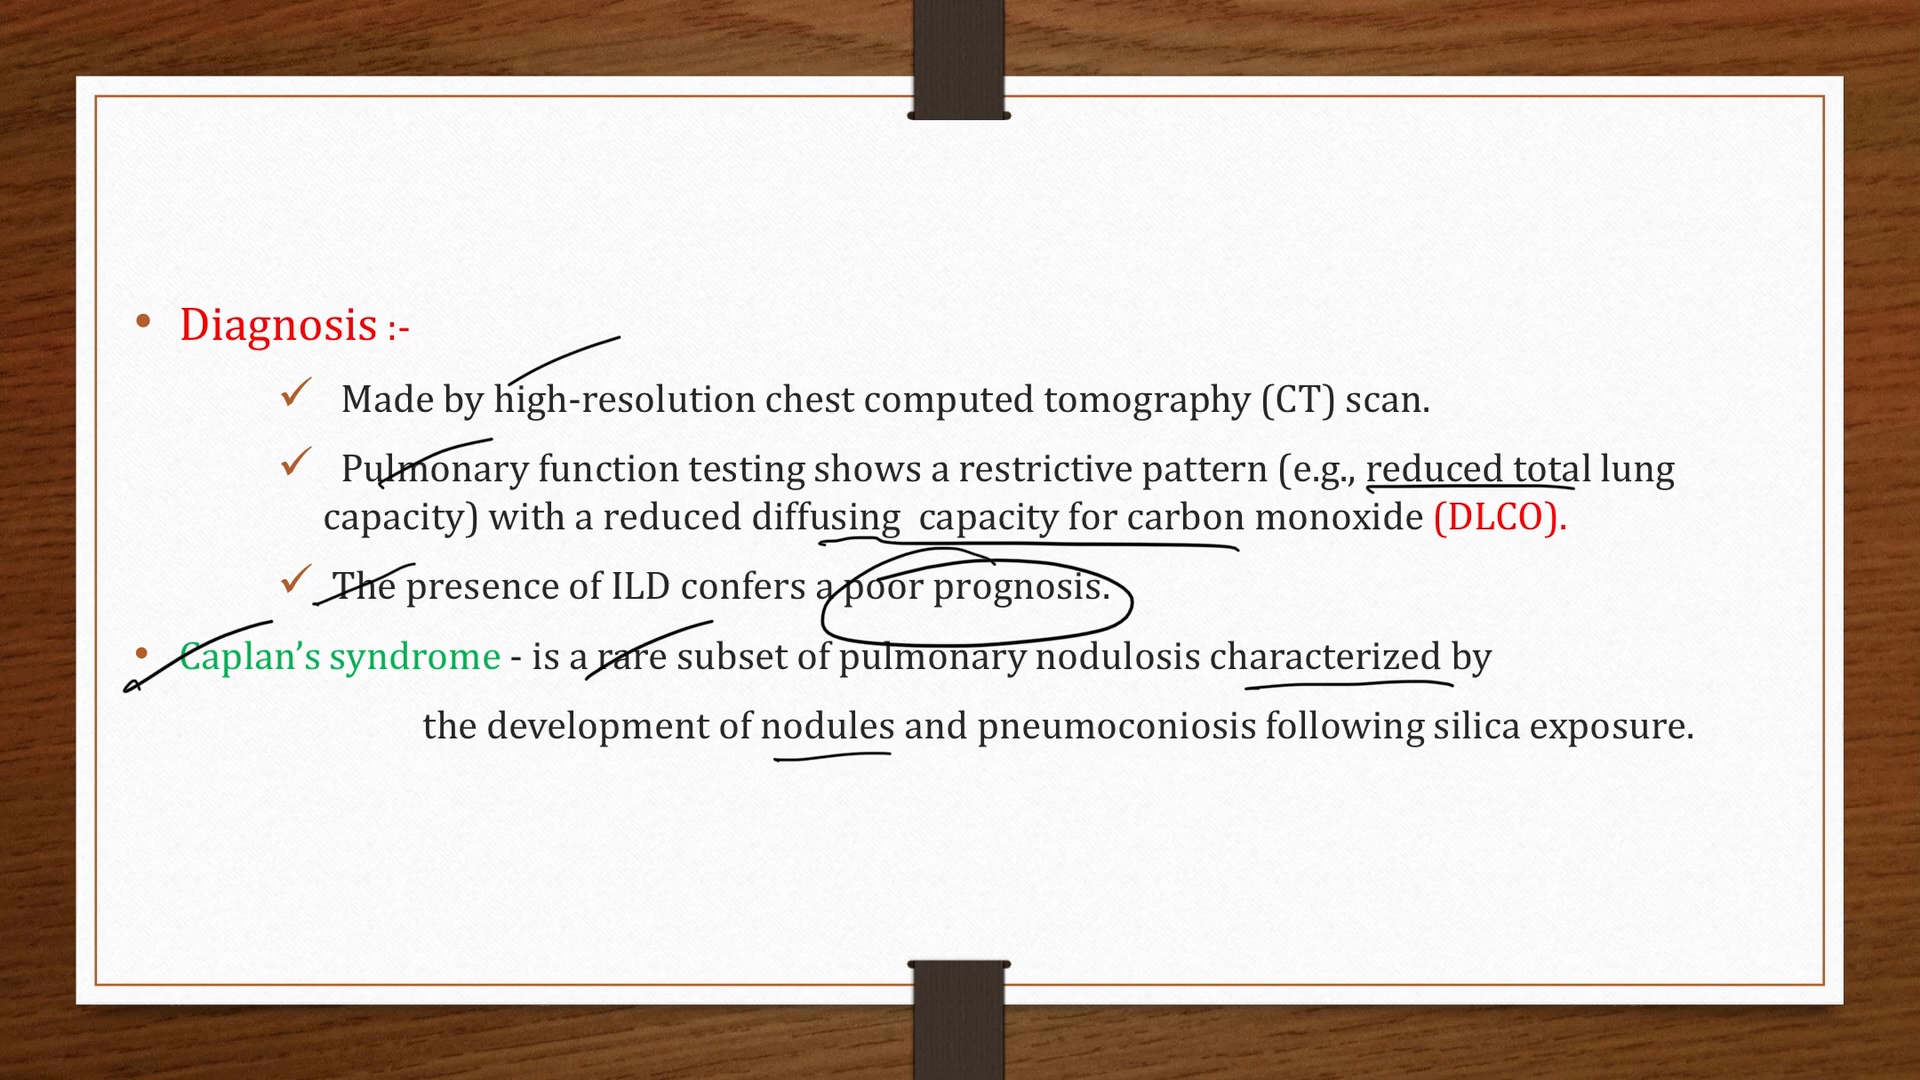 • Diagnosis :-
✓ Made by high-resolution chest computed tomography (CT) scan.
✓ Pulmonary function testing shows a restrictive pattern (e.g., reduced total lung
capacity) with a reduced diffusing capacity for carbon monoxide (DLCO).
✓ The presence of ILD confers a poor prognosis.
• Caplan’s syndrome - is a rare subset of pulmonary nodulosis characterized by
the development of nodules and pneumoconiosis following silica exposure.